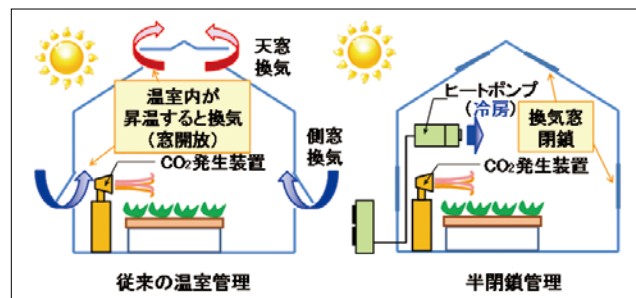 天窓
換気
温室内が
昇温すると換気
(窓開放)
側窓
換気
CO₂発生装置
従来の温室管理
ヒートポンプ
(冷房)
換気窓
閉鎖
CO₂発生装置
半閉鎖管理